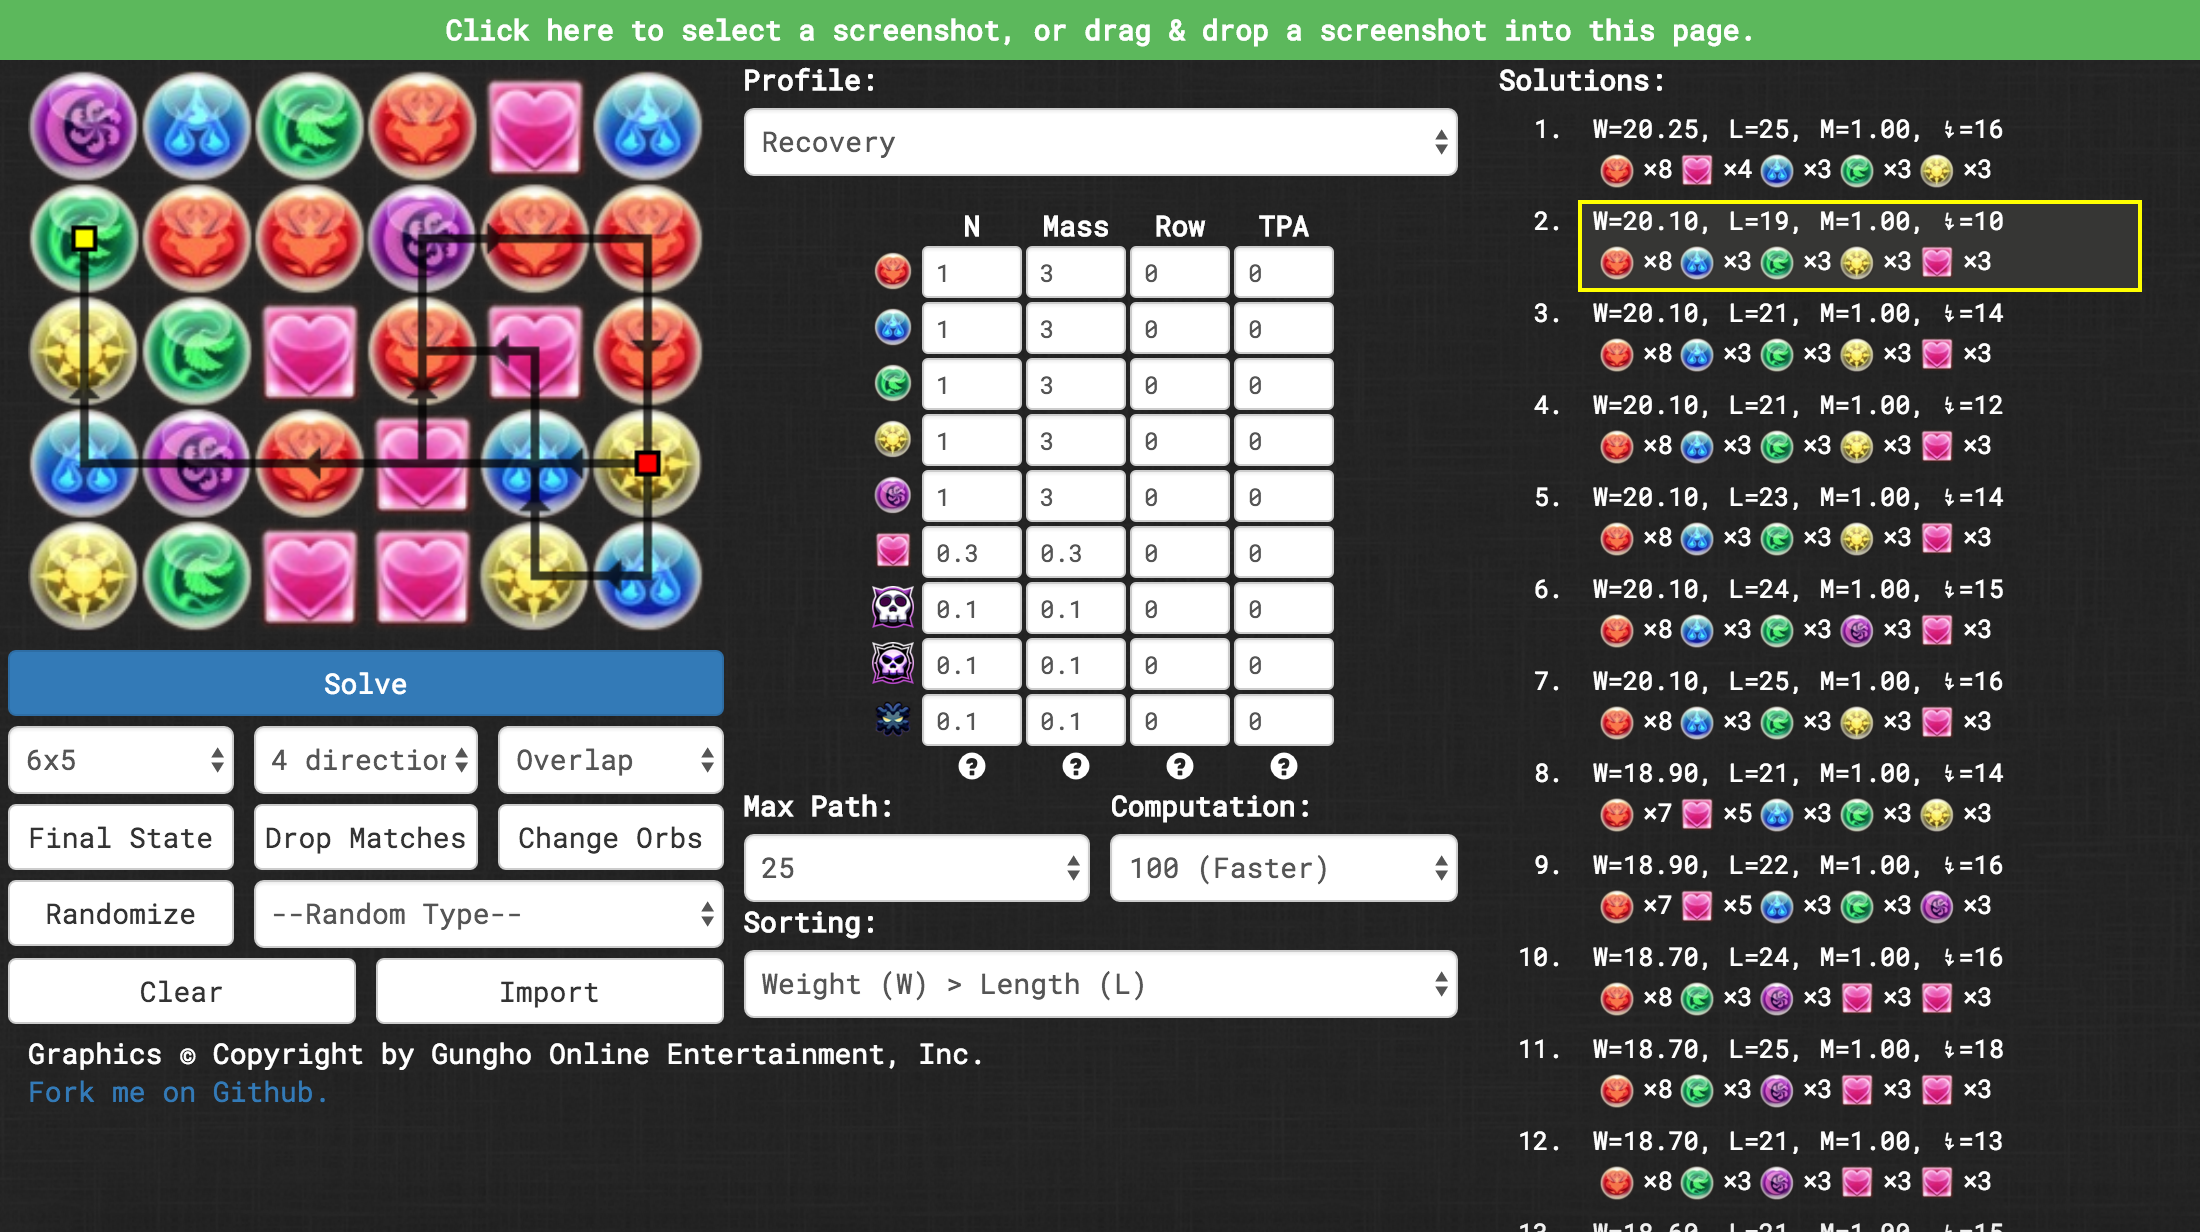 Click here to select a screenshot, or drag & drop a screenshot into this page.
Profile:
Recovery
N Mass Row TPA
1 3 0 0
1 3 0 0
1 3 0 0
1 3 0 0
1 3 0 0
0.3 0.3 0 0
0.1 0.1 0 0
0.1 0.1 0 0
0.1 0.1 0 0
? ? ? ?
Max Path: Computation:
25 100 (Faster)
Sorting:
Weight (W) > Length (L)
Solve
6x5 4 direction Overlap
Final State Drop Matches Change Orbs
Randomize --Random Type--
Clear Import
Graphics © Copyright by Gungho Online Entertainment, Inc.
Fork me on Github.
Solutions:
1. W=20.25, L=25, M=1.00, ↯=16
×8 ×4 ×3 ×3 ×3
2. W=20.10, L=19, M=1.00, ↯=10
×8 ×3 ×3 ×3 ×3
3. W=20.10, L=21, M=1.00, ↯=14
×8 ×3 ×3 ×3 ×3
4. W=20.10, L=21, M=1.00, ↯=12
×8 ×3 ×3 ×3 ×3
5. W=20.10, L=23, M=1.00, ↯=14
×8 ×3 ×3 ×3 ×3
6. W=20.10, L=24, M=1.00, ↯=15
×8 ×3 ×3 ×3 ×3
7. W=20.10, L=25, M=1.00, ↯=16
×8 ×3 ×3 ×3 ×3
8. W=18.90, L=21, M=1.00, ↯=14
×7 ×5 ×3 ×3 ×3
9. W=18.90, L=22, M=1.00, ↯=16
×7 ×5 ×3 ×3 ×3
10. W=18.70, L=24, M=1.00, ↯=16
×8 ×3 ×3 ×3 ×3
11. W=18.70, L=25, M=1.00, ↯=18
×8 ×3 ×3 ×3 ×3
12. W=18.70, L=21, M=1.00, ↯=13
×8 ×3 ×3 ×3 ×3